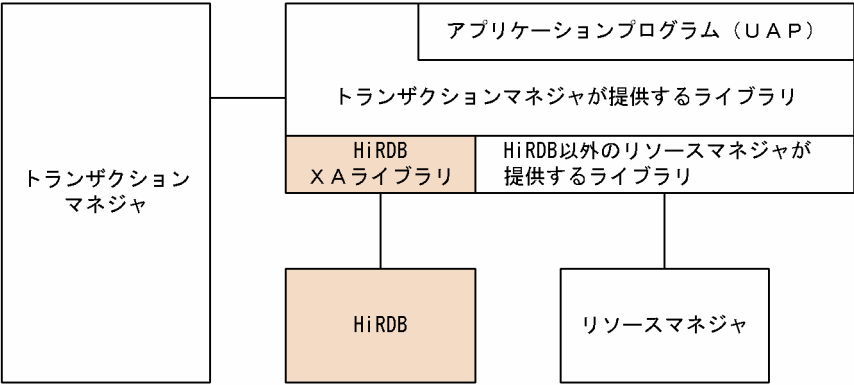 アプリケーションプログラム（ＵＡＰ）
トランザクションマネジャが提供するライブラリ
HiRDB
ＸＡライブラリ
HiRDB以外のリソースマネジャが
提供するライブラリ
トランザクション
マネジャ
HiRDB
リソースマネジャ